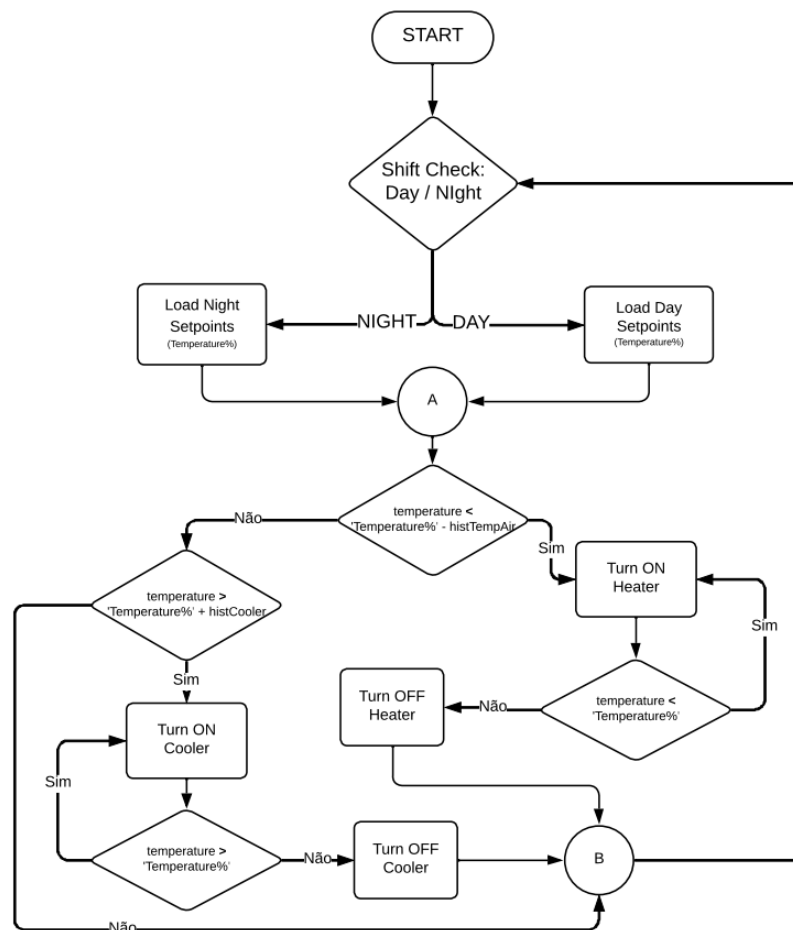 START
Shift Check:
Day / NIght
NIGHT
DAY
Load Night
Setpoints
(Temperature%)
Load Day
Setpoints
(Temperature%)
A
temperature <
'Temperature%' - histTempAir
Não
Sim
temperature >
'Temperature%' + histCooler
Turn ON
Heater
Sim
Sim
Turn ON
Cooler
Turn OFF
Heater
Não
temperature <
'Temperature%'
Sim
temperature >
'Temperature%'
Não
Turn OFF
Cooler
B
Não